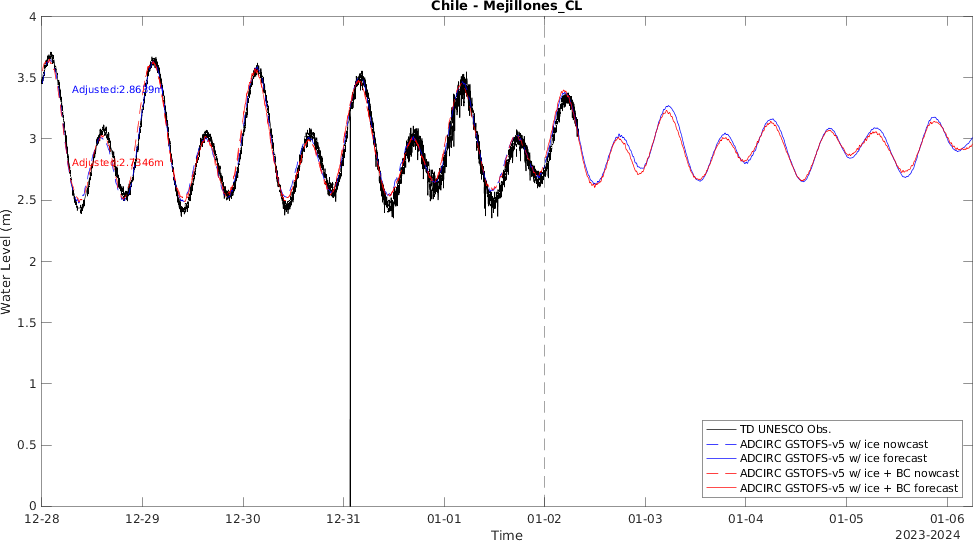 Chile - Mejillones_CL
4
3.5
3
2.5
2
1.5
1
0.5
0
Water Level (m)
Adjusted:2.8639m
Adjusted:2.7346m
TD UNESCO Obs.
ADCIRC GSTOFS-v5 w/ ice nowcast
ADCIRC GSTOFS-v5 w/ ice forecast
ADCIRC GSTOFS-v5 w/ ice + BC nowcast
ADCIRC GSTOFS-v5 w/ ice + BC forecast
12-28 12-29 12-30 12-31 01-01 01-02 01-03 01-04 01-05 01-06
Time
2023-2024